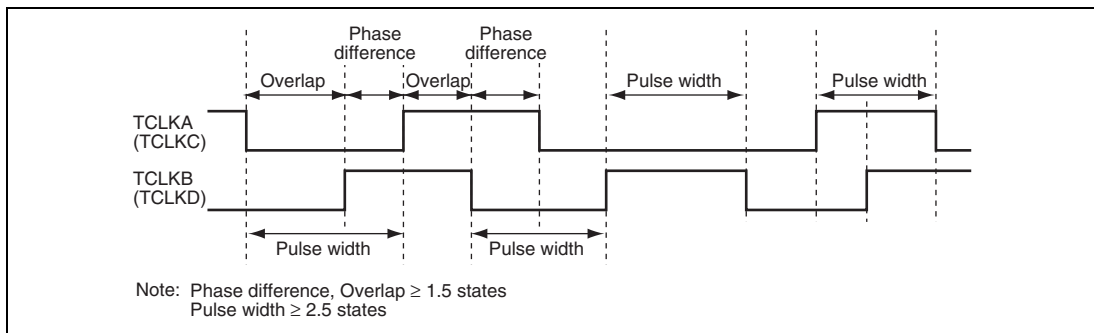 Phase
difference
Phase
difference
Overlap
Overlap
Pulse width
Pulse width
TCLKA
(TCLKC)
TCLKB
(TCLKD)
Pulse width
Pulse width
Note: Phase difference, Overlap ≥ 1.5 states
Pulse width ≥ 2.5 states